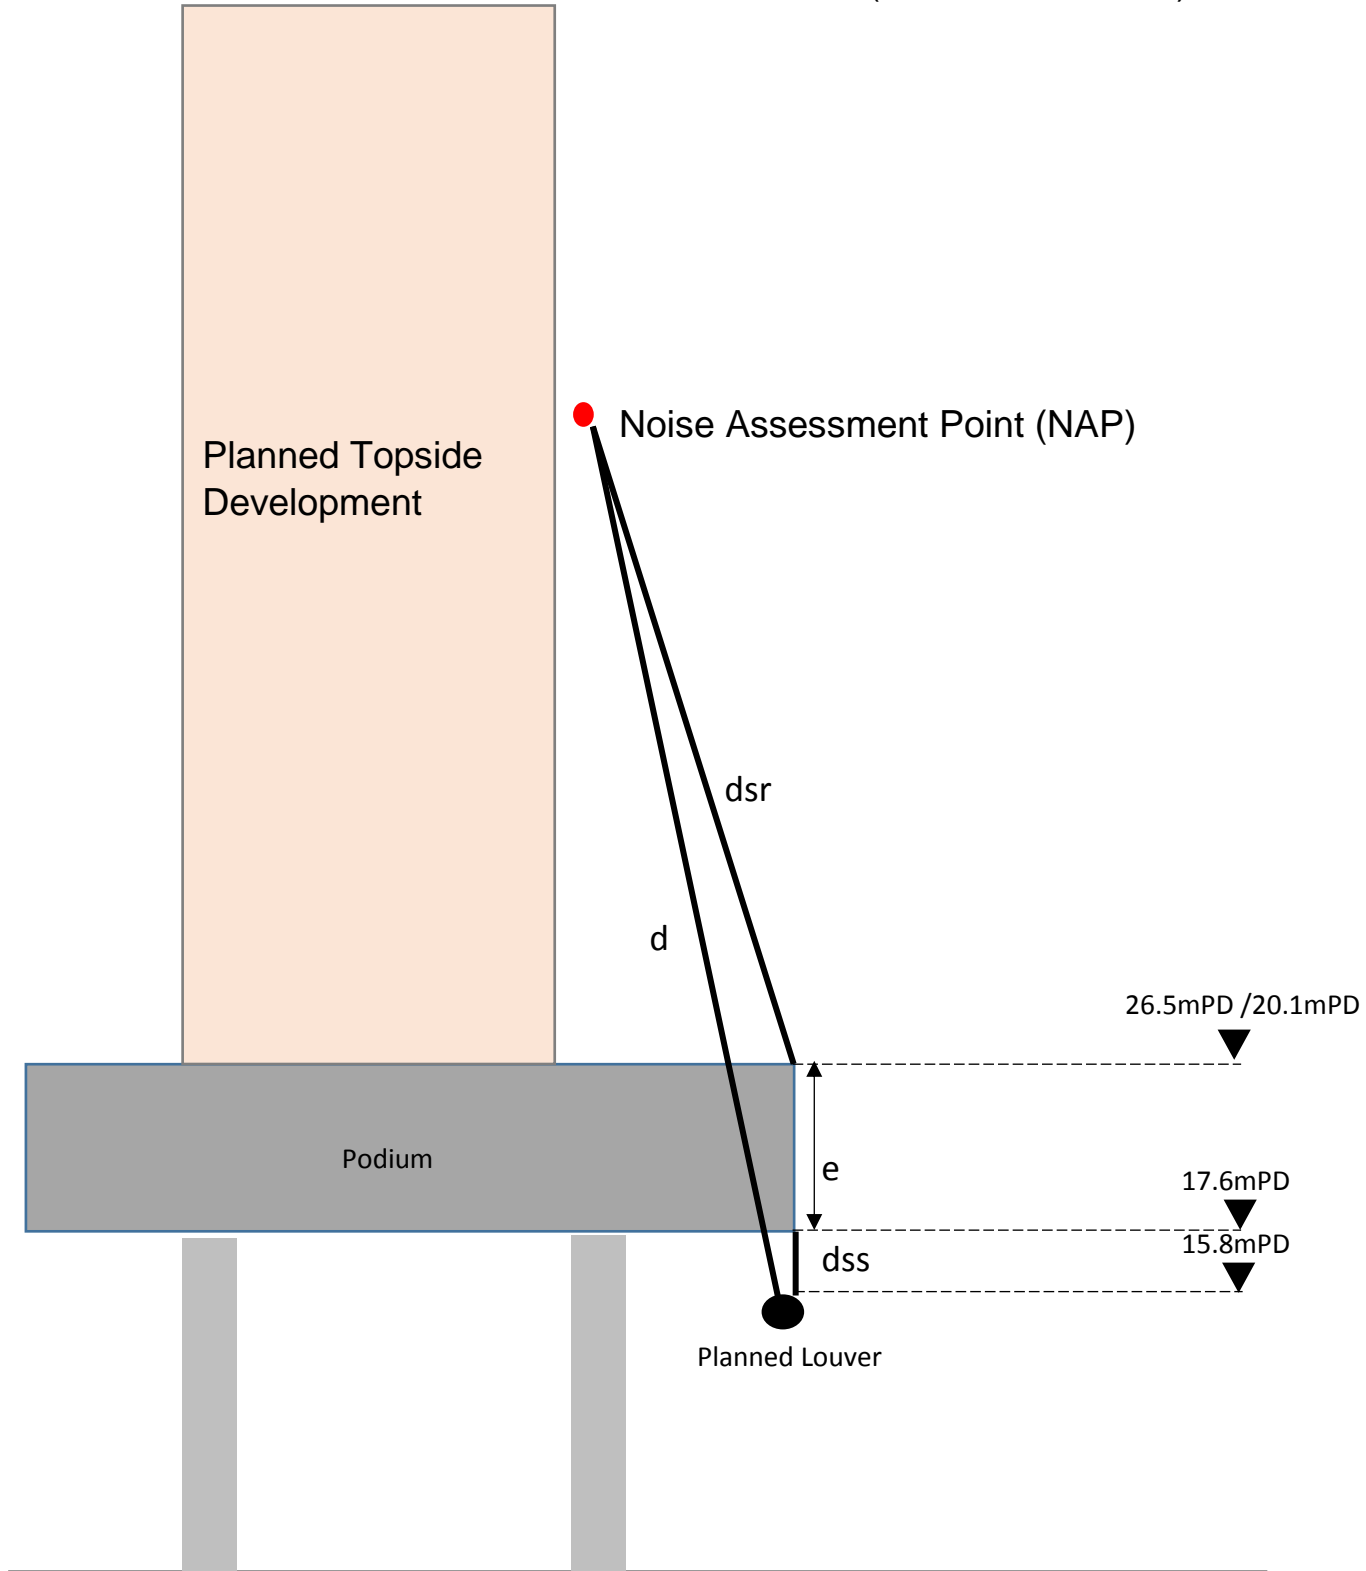 Noise Assessment Point (NAP)
Planned Topside
Development
dsr
d
26.5mPD /20.1mPD
Podium
e
17.6mPD
15.8mPD
dss
Planned Louver